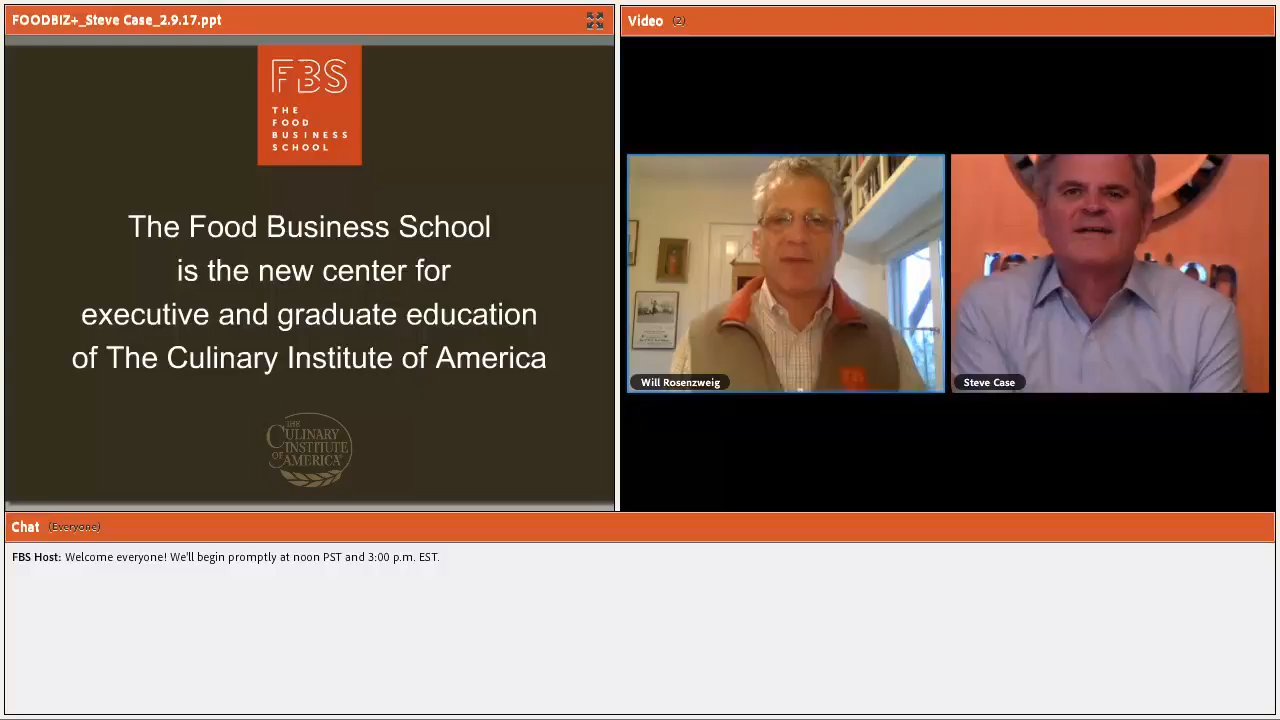 FOODBIZ+_Steve Case_2.9.17.ppt
FBS
THE
FOOD
BUSINESS
SCHOOL
The Food Business School
is the new center for
executive and graduate education
of The Culinary Institute of America
THE
CULINARY
INSTITUTE
OF AMERICA
Video (2)
Will Rosenzweig
Steve Case
Chat (Everyone)
FBS Host: Welcome everyone! We'll begin promptly at noon PST and 3:00 p.m. EST.